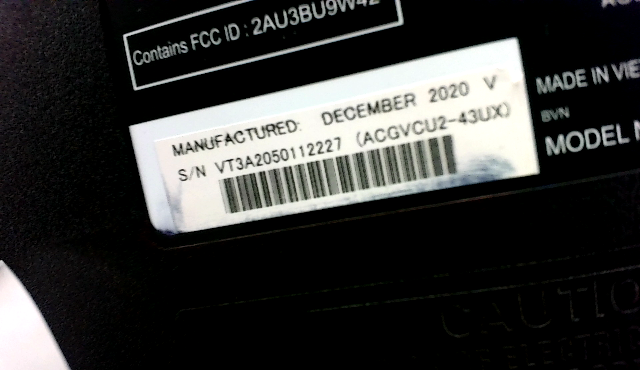 Contains FCC ID : 2AU3BU9W42
MANUFACTURED: DECEMBER 2020 V
S/N VT3A2050112227 (ACGVCU2-43UX)
MADE IN VIE
BVN
MODEL N
CAUTIO